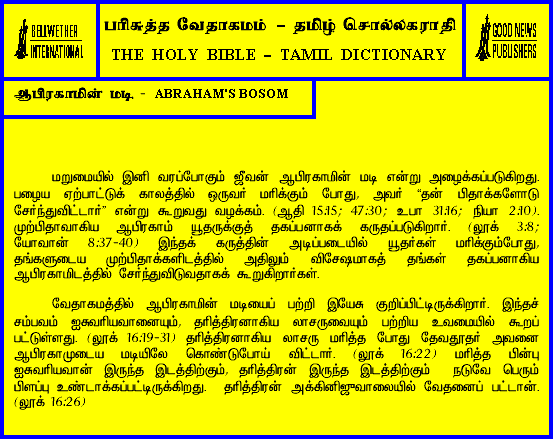 BELLWETHER
INTERNATIONAL
பரிசுத்த வேதாகமம் - தமிழ் சொல்லகராதி
THE HOLY BIBLE - TAMIL DICTIONARY
GOOD NEWS
PUBLISHERS
ஆபிரகாமின் மடி - ABRAHAM'S BOSOM
மறுமையில் இனி வரப்போகும் ஜீவன் ஆபிரகாமின் மடி என்று அழைக்கப்படுகிறது.
பழைய ஏற்பாட்டுக் காலத்தில் ஒருவர் மரிக்கும் போது, அவர் "தன் பிதாக்களோடு
சேர்ந்துவிட்டார்" என்று கூறுவது வழக்கம். (ஆதி 15:15; 47:30; உபா 31:16; நியா 2:10).
முற்பிதாவாகிய ஆபிரகாம் யூதருக்குத் தகப்பனாகக் கருதப்படுகிறார். (லூக் 3:8;
யோவான் 8:37-40) இந்தக் கருத்தின் அடிப்படையில் யூதர்கள் மரிக்கும்போது,
தங்களுடைய முற்பிதாக்களிடத்தில் அதிலும் விசேஷமாகத் தங்கள் தகப்பனாகிய
ஆபிரகாமிடத்தில் சேர்ந்துவிடுவதாகக் கூறுகிறார்கள்.
வேதாகமத்தில் ஆபிரகாமின் மடியைப் பற்றி இயேசு குறிப்பிட்டிருக்கிறார். இந்தச்
சம்பவம் ஐசுவரியவானையும், தரித்திரனாகிய லாசருவையும் பற்றிய உவமையில் கூறப்
பட்டுள்ளது. (லூக் 16:19-31) தரித்திரனாகிய லாசரு மரித்த போது தேவதூதர் அவனை
ஆபிரகாமுடைய மடியிலே கொண்டுபோய் விட்டார். (லூக் 16:22) மரித்த பின்பு
ஐசுவரியவான் இருந்த இடத்திற்கும், தரித்திரன் இருந்த இடத்திற்கும் நடுவே பெரும்
பிளப்பு உண்டாக்கப்பட்டிருக்கிறது. தரித்திரன் அக்கினிஜுவாலையில் வேதனைப் பட்டான்.
(லூக் 16:26)